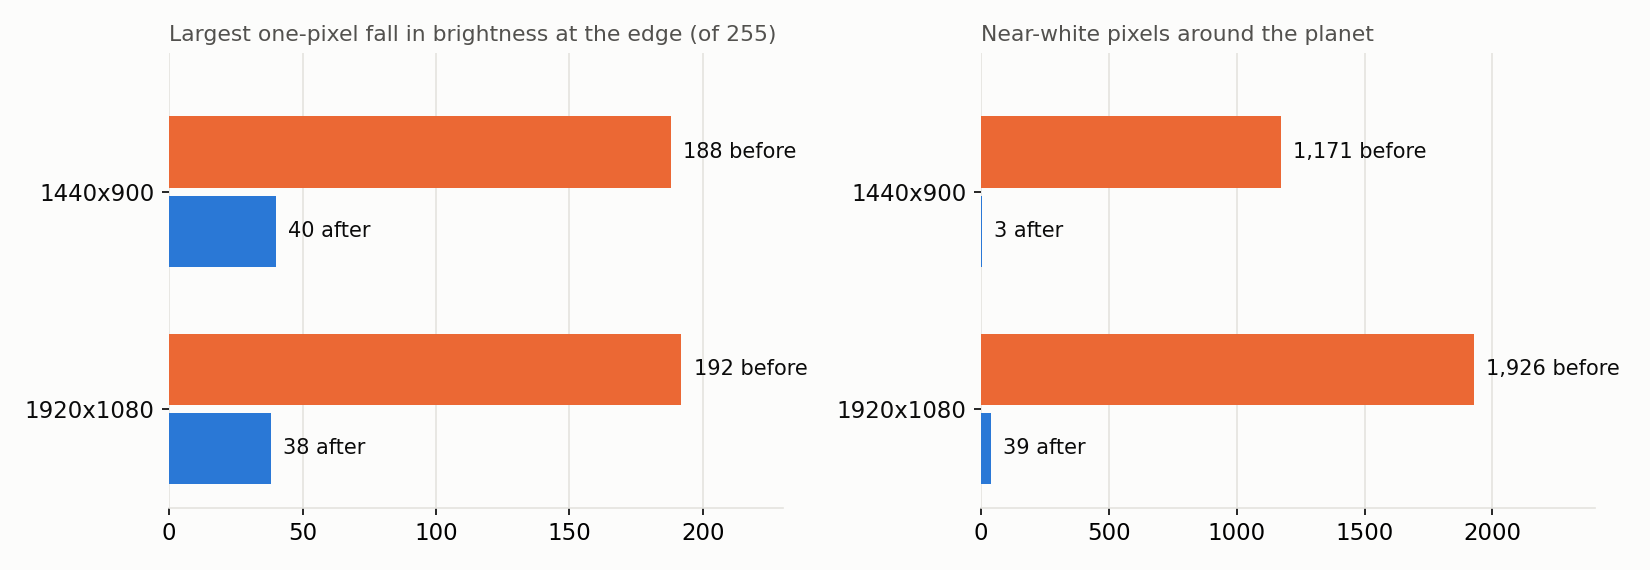 Largest one-pixel fall in brightness at the edge (of 255)
188 before
1440x900
40 after
192 before
1920x1080
38 after
0 50 100 150 200
Near-white pixels around the planet
1,171 before
1440x900
3 after
1,926 before
1920x1080
39 after
0 500 1000 1500 2000